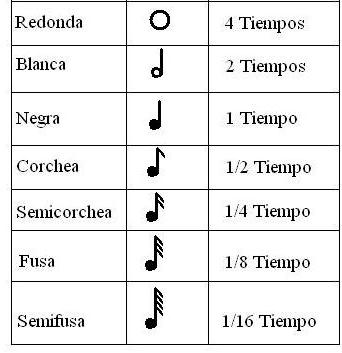 Redonda 4 Tiempos
Blanca 2 Tiempos
Negra 1 Tiempo
Corchea 1/2 Tiempo
Semicorchea 1/4 Tiempo
Fusa 1/8 Tiempo
Semifusa 1/16 Tiempo